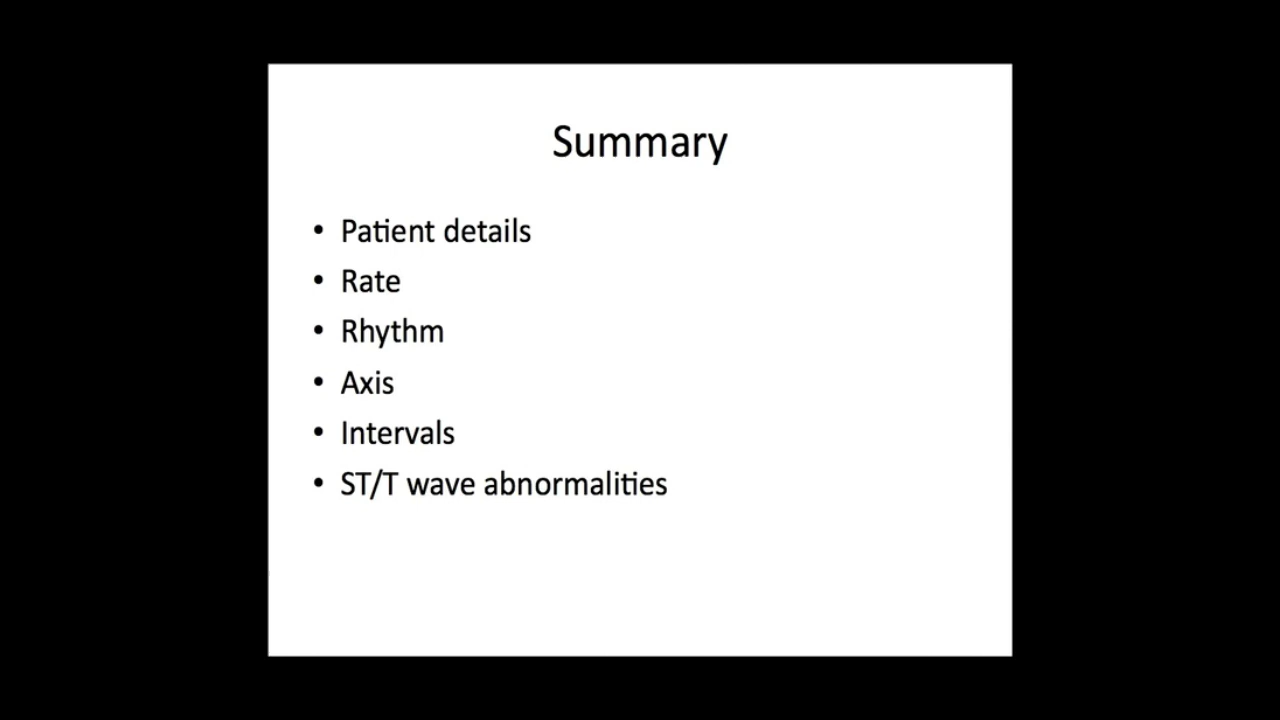 Summary
• Patient details
• Rate
• Rhythm
• Axis
• Intervals
• ST/T wave abnormalities